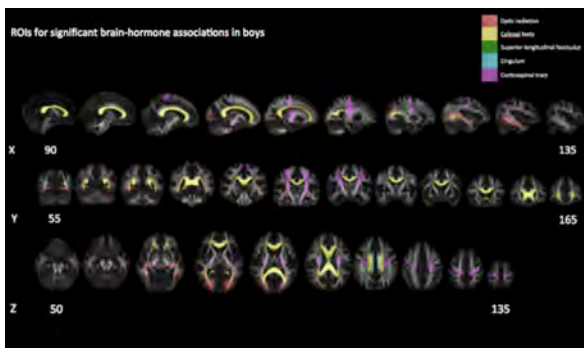 ROIs for significant brain-hormone associations in boys
Optic radiation
Callosal body
Superior longitudinal fasciculus
Cingulum
Corticospinal tract
X 90 135
Y 55 165
Z 50 135